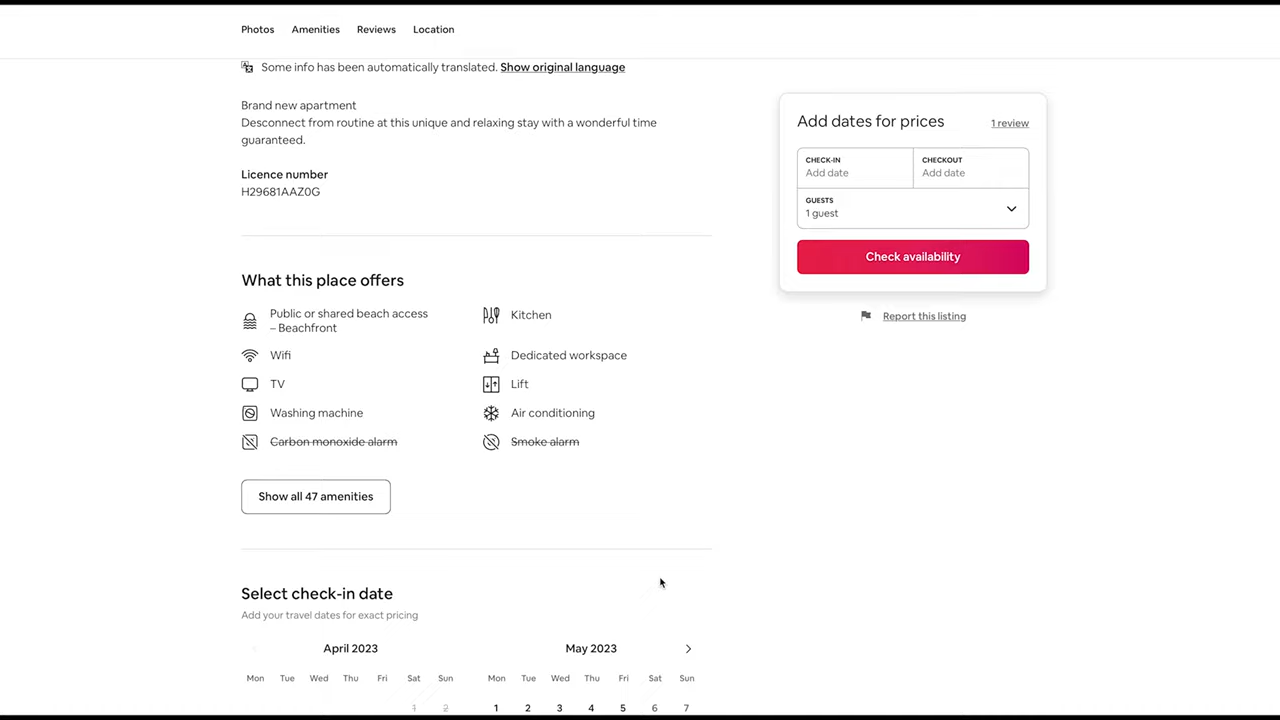 Photos Amenities Reviews Location
Some info has been automatically translated. Show original language
Brand new apartment
Desconnect from routine at this unique and relaxing stay with a wonderful time
guaranteed.
Licence number
H29681AAZ0G
Add dates for prices 1 review
CHECK-IN CHECKOUT
Add date Add date
GUESTS
1 guest
Check availability
Report this listing
What this place offers
Public or shared beach access
– Beachfront
Kitchen
Wifi Dedicated workspace
TV Lift
Washing machine Air conditioning
Carbon monoxide alarm Smoke alarm
Show all 47 amenities
Select check-in date
Add your travel dates for exact pricing
April 2023 May 2023
Mon Tue Wed Thu Fri Sat Sun Mon Tue Wed Thu Fri Sat Sun
1 2 1 2 3 4 5 6 7